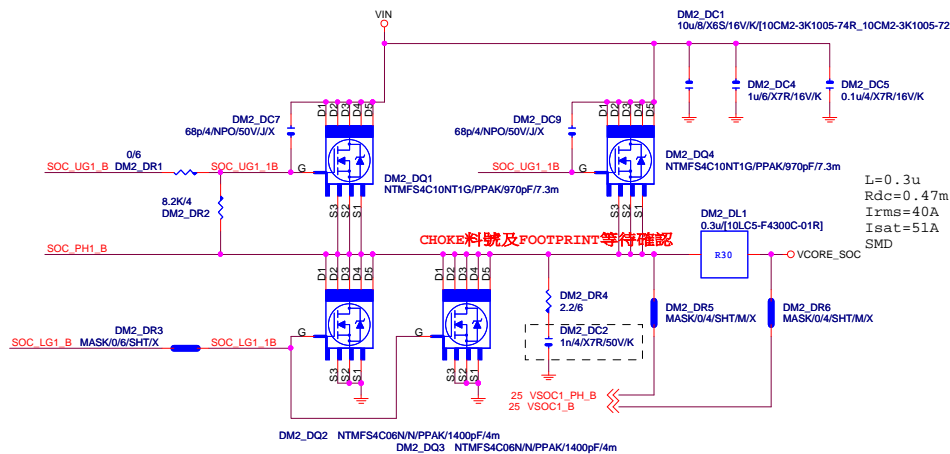 VIN
DM2_DC1
10u/8/X6S/16V/K/[10CM2-3K1005-74R_10CM2-3K1005-72
DM2_DC4
1u/6/X7R/16V/K
DM2_DC5
0.1u/4/X7R/16V/K
D1 D2 D3 D4 D5
D1 D2 D3 D4 D5
DM2_DC7
68p/4/NPO/50V/J/X
DM2_DC9
68p/4/NPO/50V/J/X
0/6
SOC_UG1_B
DM2_DR1
SOC_UG1_1B
G
DM2_DQ1
NTMFS4C10NT1G/PPAK/970pF/7.3m
SOC_UG1_1B
G
DM2_DQ4
NTMFS4C10NT1G/PPAK/970pF/7.3m
S3 S2 S1
S3 S2 S1
8.2K/4
DM2_DR2
L=0.3u
Rdc=0.47m
Irms=40A
Isat=51A
SMD
DM2_DL1
0.3u/[10LC5-F4300C-01R]
R30
VCORE_SOC
SOC_PH1_B
CHOKE料號及FOOTPRINT等待確認
D1 D2 D3 D4 D5
D1 D2 D3 D4 D5
DM2_DR4
2.2/6
DM2_DC2
1n/4/X7R/50V/K
DM2_DR5
MASK/0/4/SHT/M/X
DM2_DR6
MASK/0/4/SHT/M/X
SOC_LG1_B
DM2_DR3
MASK/0/6/SHT/X
SOC_LG1_1B
G
G
S3 S2 S1
S3 S2 S1
25 VSOC1_PH_B
25 VSOC1_B
DM2_DQ2 NTMFS4C06N/N/PPAK/1400pF/4m
DM2_DQ3 NTMFS4C06N/N/PPAK/1400pF/4m